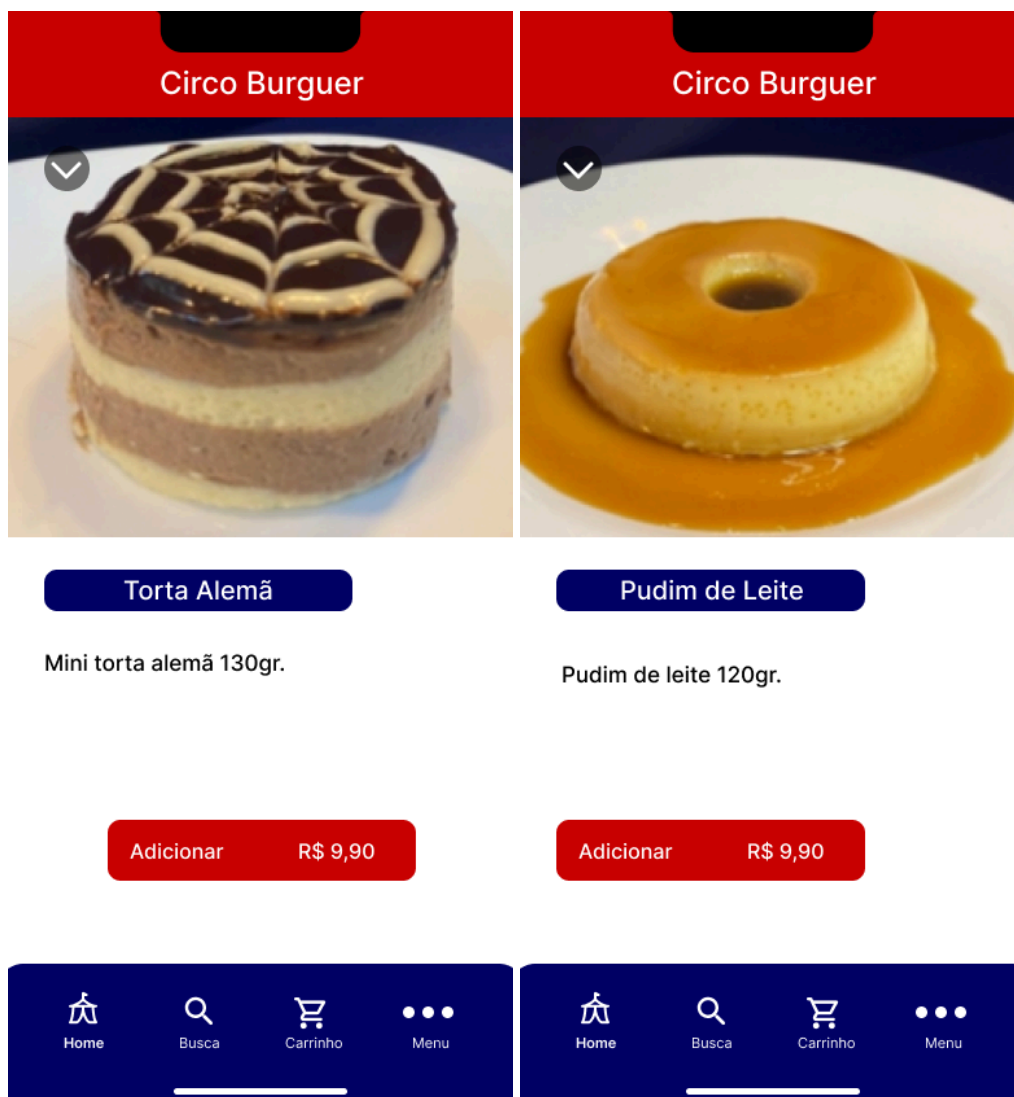 Circo Burguer
Torta Alemã
Mini torta alemã 130gr.
Adicionar R$ 9,90
Home Busca Carrinho Menu
Circo Burguer
Pudim de Leite
Pudim de leite 120gr.
Adicionar R$ 9,90
Home Busca Carrinho Menu